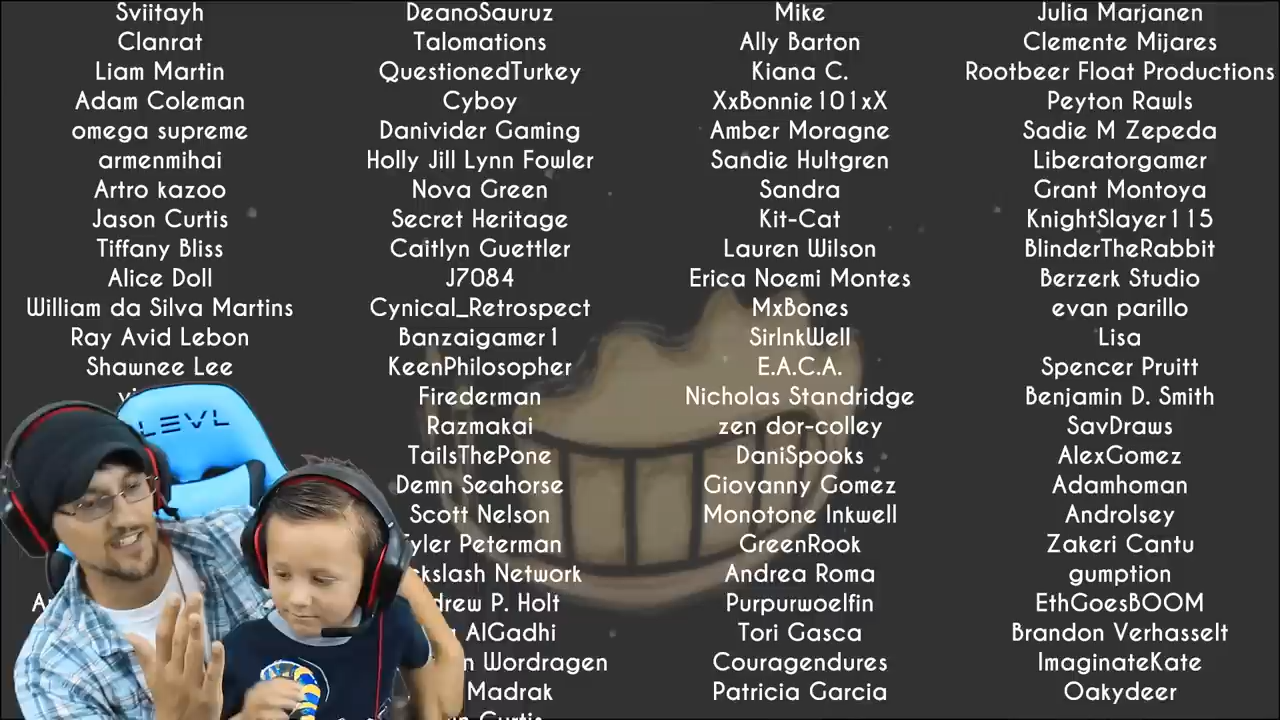 Sviitayh
Clanrat
Liam Martin
Adam Coleman
omega supreme
armenmihai
Artro kazoo
Jason Curtis
Tiffany Bliss
Alice Doll
William da Silva Martins
Ray Avid Lebon
Shawnee Lee
DeanoSauruz
Talomations
QuestionedTurkey
Cyboy
Danivider Gaming
Holly Jill Lynn Fowler
Nova Green
Secret Heritage
Caitlyn Guettler
J7084
Cynical_Retrospect
Banzaigamer1
KeenPhilosopher
Firederman
Razmakai
TailsThePone
Demn Seahorse
Scott Nelson
Tyler Peterman
Network
P. Holt
AlGadhi
Wordragen
Madrak
Curtis
Mike
Ally Barton
Kiana C.
XxBonnie101xX
Amber Moragne
Sandie Hultgren
Sandra
Kit-Cat
Lauren Wilson
Erica Noemi Montes
MxBones
SirInkWell
E.A.C.A.
Nicholas Standridge
zen dor-colley
DaniSpooks
Giovanny Gomez
Monotone Inkwell
GreenRook
Andrea Roma
Purpurwoelfin
Tori Gasca
Couragendures
Patricia Garcia
Julia Marjanen
Clemente Mijares
Rootbeer Float Productions
Peyton Rawls
Sadie M Zepeda
Liberatorgamer
Grant Montoya
KnightSlayer115
BlinderTheRabbit
Berzerk Studio
evan parillo
Lisa
Spencer Pruitt
Benjamin D. Smith
SavDraws
AlexGomez
Adamhoman
Androlsey
Zakeri Cantu
gumption
EthGoesBOOM
Brandon Verhasselt
ImaginateKate
Oakydeer
LEVL